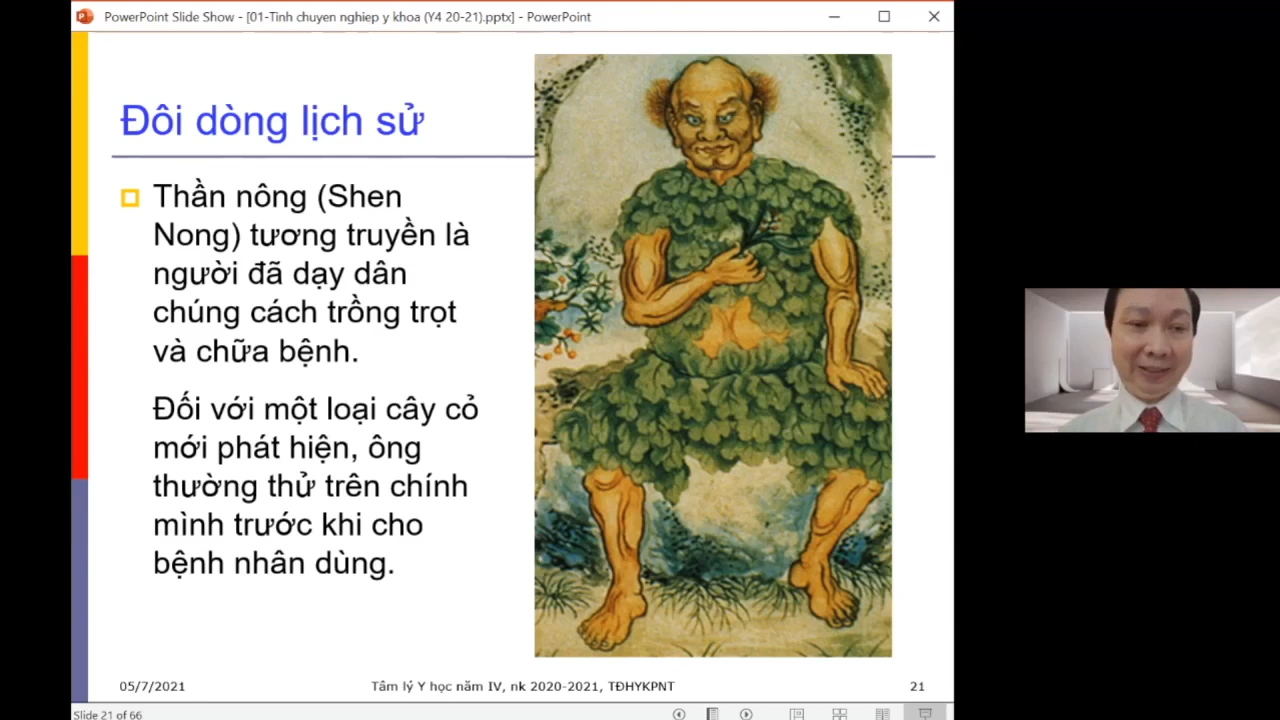 PowerPoint Slide Show - [01-Tinh chuyen nghiep y khoa (Y4 20-21).pptx] - PowerPoint
Đôi dòng lịch sử
Thần nông (Shen
Nong) tương truyền là
người đã dạy dân
chúng cách trồng trọt
và chữa bệnh.
Đối với một loại cây cỏ
mới phát hiện, ông
thường thử trên chính
mình trước khi cho
bệnh nhân dùng.
05/7/2021
Tâm lý Y học năm IV, nk 2020-2021, TĐHYKPNT
21
Slide 21 of 66